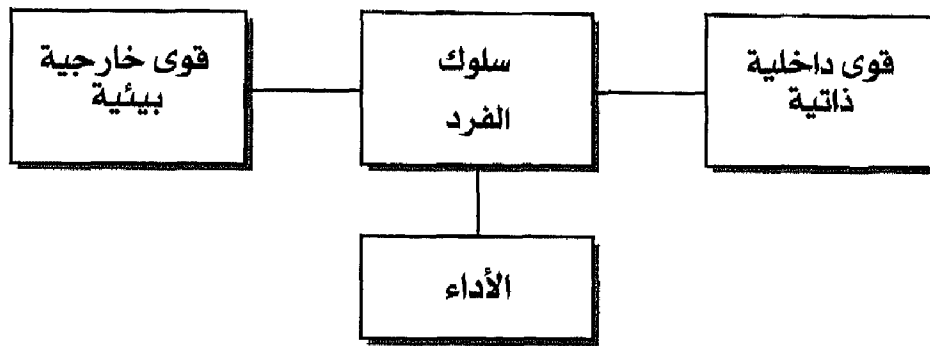 قوى داخلية
ذاتية
سلوك
الفرد
قوى خارجية
بيئية
الأداء